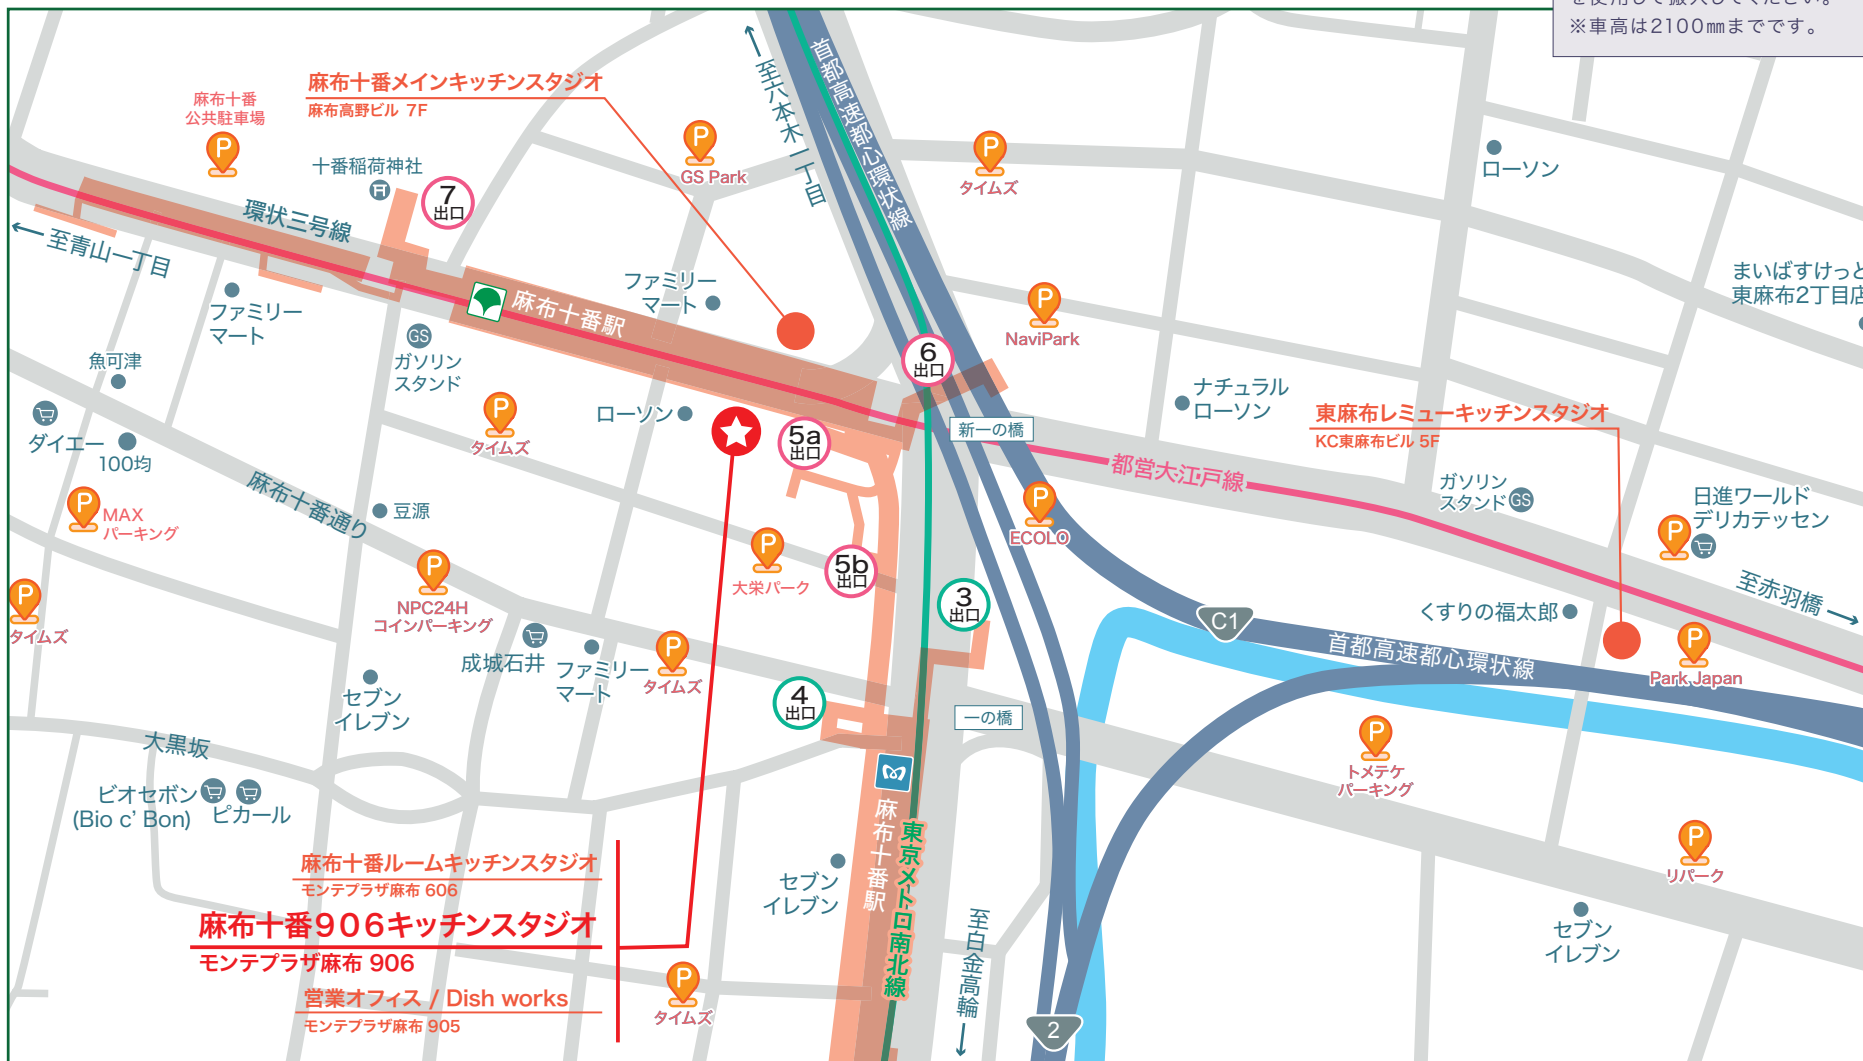 を使用して搬入してください。
※車高は2100㎜までです。
麻布十番メインキッチンスタジオ
麻布高野ビル 7F
麻布十番
公共駐車場
P
十番稲荷神社
7
出口
環状三号線
←至青山一丁目
P
GS Park
←至六本木一丁目
首都高速都心環状線
P
タイムズ
ローソン
まいばすけっと
東麻布2丁目店
ファミリー
マート
麻布十番駅
ファミリー
マート
GS
ガソリン
スタンド
魚可津
ダイエー
100均
P
タイムズ
ローソン
5a
出口
6
出口
P
NaviPark
新一の橋
ナチュラル
ローソン
東麻布レミューキッチンスタジオ
KC東麻布ビル 5F
都営大江戸線
ガソリン
スタンド
GS
日進ワールド
デリカテッセン
P
至赤羽橋→
P
MAX
パーキング
麻布十番通り
豆源
P
NPC24H
コインパーキング
P
大栄パーク
5b
出口
P
ECOLO
3
出口
P
タイムズ
成城石井
ファミリー
マート
P
タイムズ
4
出口
一の橋
C1
首都高速都心環状線
くすりの福太郎
P
Park Japan
セブン
イレブン
大黒坂
ビオセボン
(Bio c' Bon)
ピカール
麻布十番駅
東京メトロ南北線
P
トメテケ
パーキング
P
リパーク
セブン
イレブン
セブン
イレブン
至白金高輪→
2
麻布十番ルームキッチンスタジオ
モンテプラザ麻布 606
麻布十番906キッチンスタジオ
モンテプラザ麻布 906
営業オフィス / Dish works
モンテプラザ麻布 905
P
タイムズ